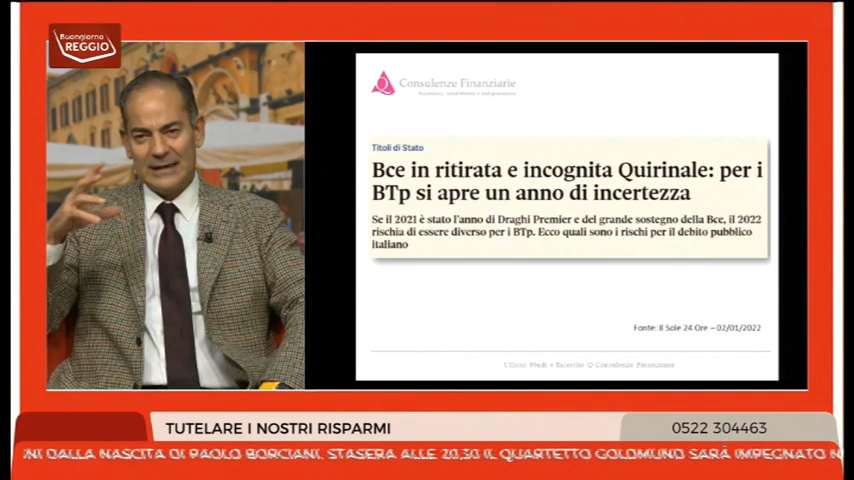 Buongiorno
REGGIO
Q Consulenze Finanziarie
Titoli di Stato
Bce in ritirata e incognita Quirinale: per i
BTp si apre un anno di incertezza
Se il 2021 è stato l'anno di Draghi Premier e del grande sostegno della Bce, il 2022
rischia di essere diverso per i BTp. Ecco quali sono i rischi per il debito pubblico
italiano
Fonte: Il Sole 24 Ore – 02/01/2022
Ufficio Studi e Ricerche Q Consulenze Finanziarie
TUTELARE I NOSTRI RISPARMI
0522 304463
INI DALLA NASCITA DI PAOLO BORCIANI. STASERA ALLE 20,30 IL QUARTETTO GOLDMUND SARÀ IMPEGNATO N